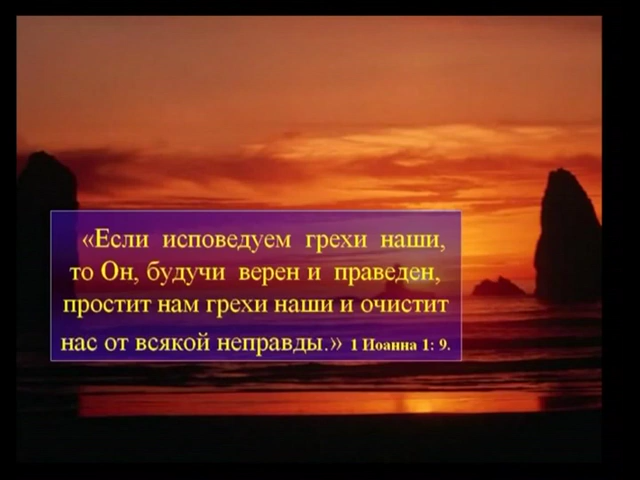 «Если исповедуем грехи наши,
то Он, будучи верен и праведен,
простит нам грехи наши и очистит
нас от всякой неправды.» 1 Иоанна 1: 9.